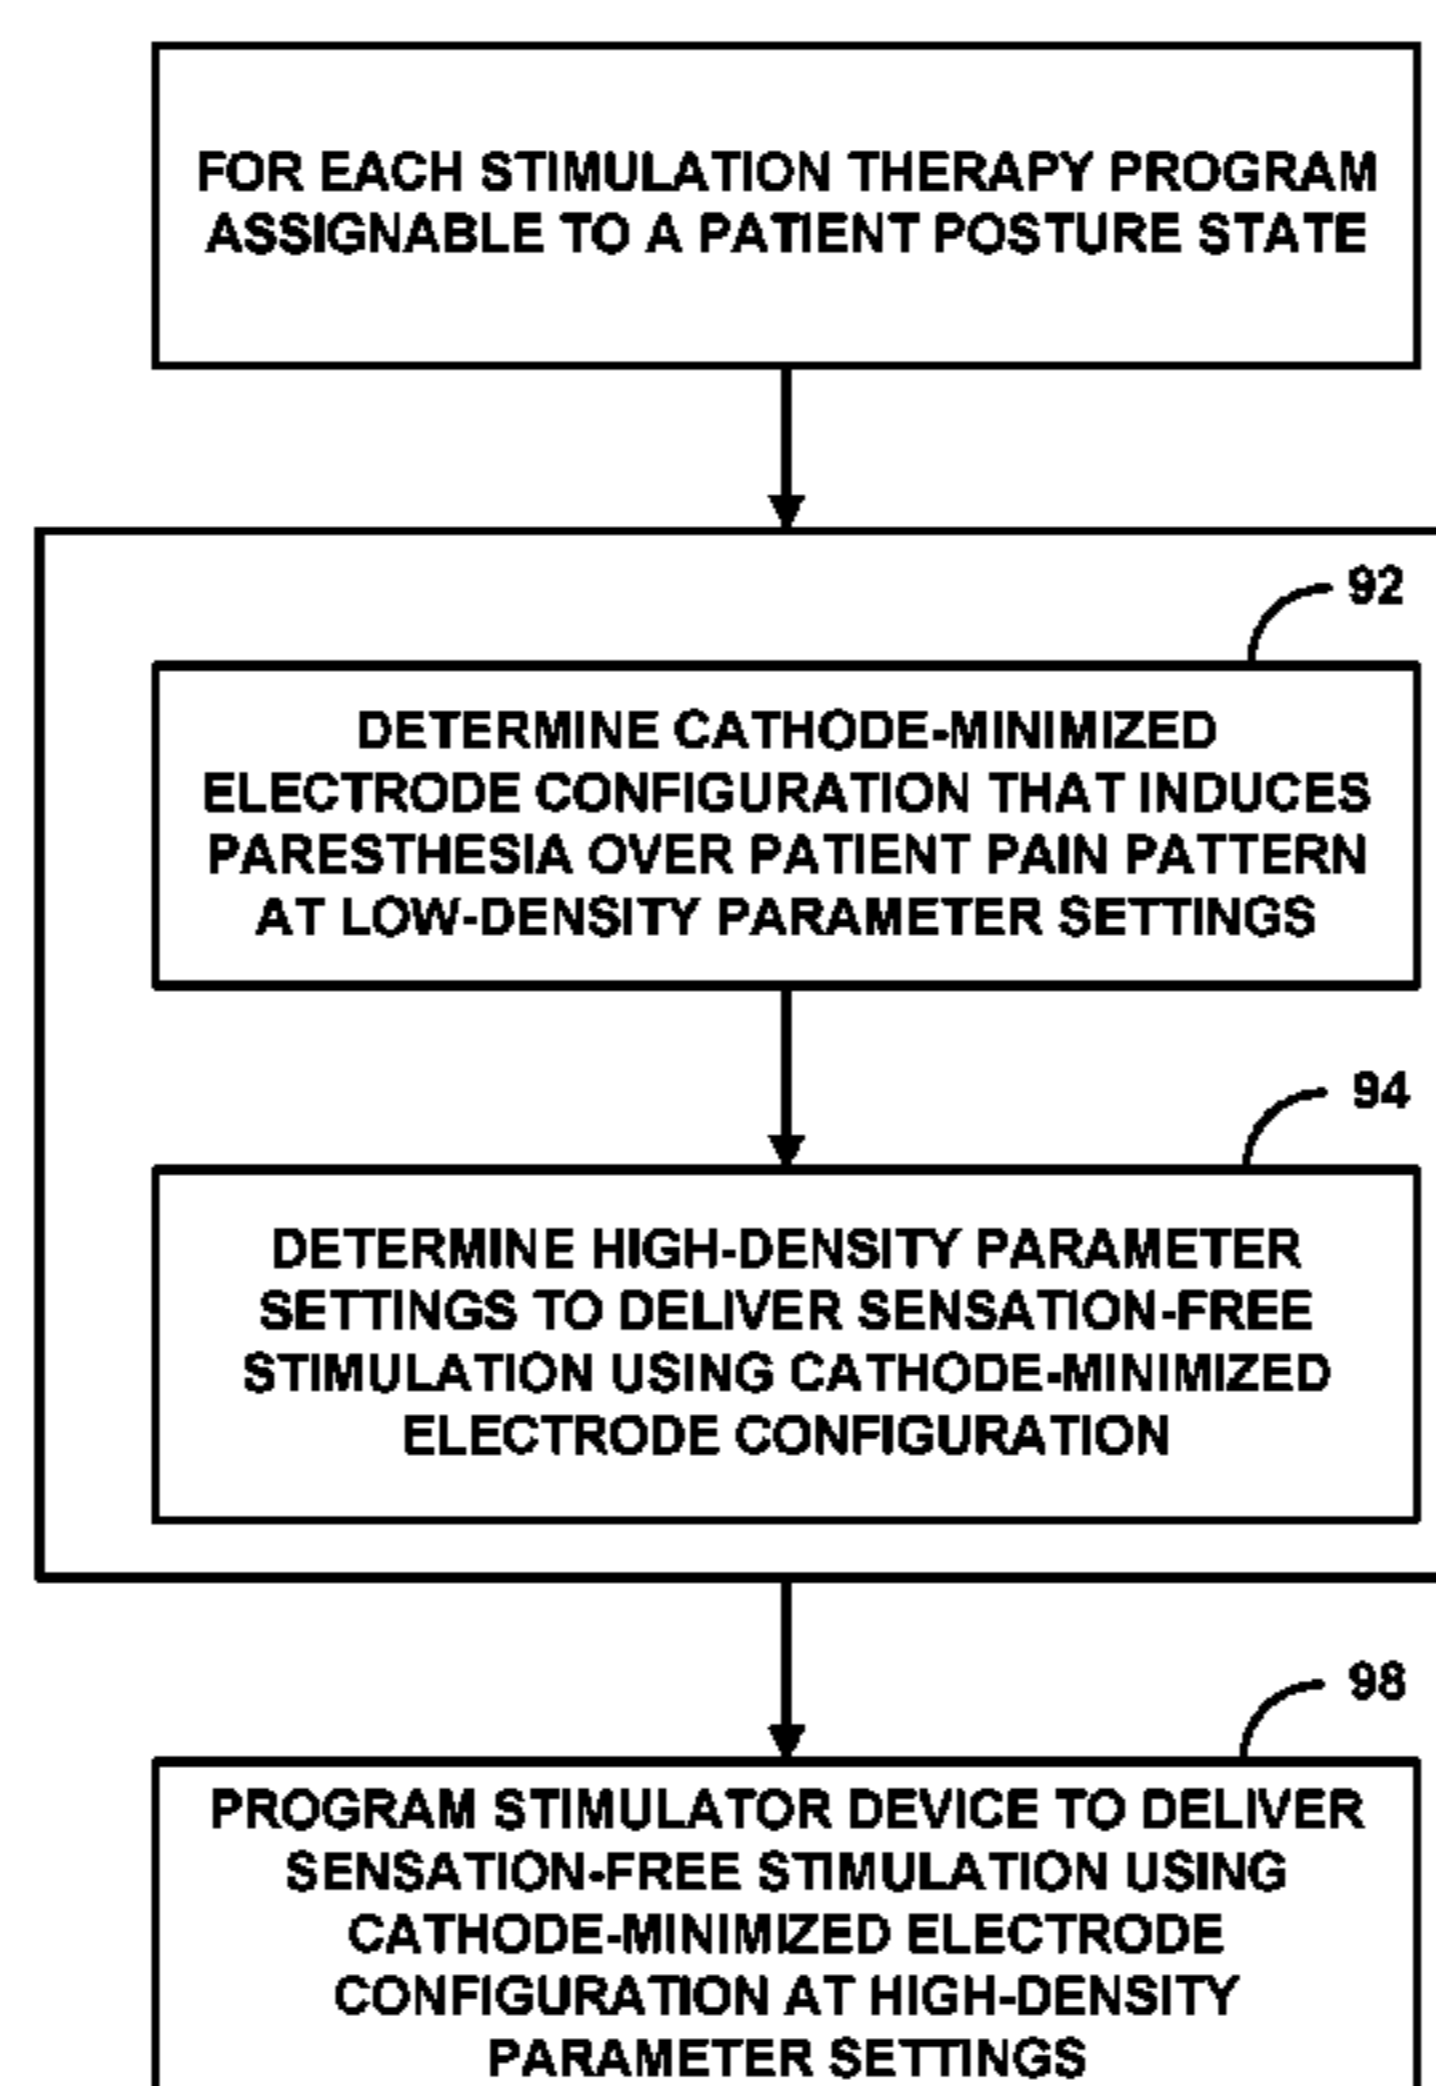 FOR EACH STIMULATION THERAPY PROGRAM
ASSIGNABLE TO A PATIENT POSTURE STATE
92
DETERMINE CATHODE-MINIMIZED
ELECTRODE CONFIGURATION THAT INDUCES
PARESTHESIA OVER PATIENT PAIN PATTERN
AT LOW-DENSITY PARAMETER SETTINGS
94
DETERMINE HIGH-DENSITY PARAMETER
SETTINGS TO DELIVER SENSATION-FREE
STIMULATION USING CATHODE-MINIMIZED
ELECTRODE CONFIGURATION
98
PROGRAM STIMULATOR DEVICE TO DELIVER
SENSATION-FREE STIMULATION USING
CATHODE-MINIMIZED ELECTRODE
CONFIGURATION AT HIGH-DENSITY
PARAMETER SETTINGS